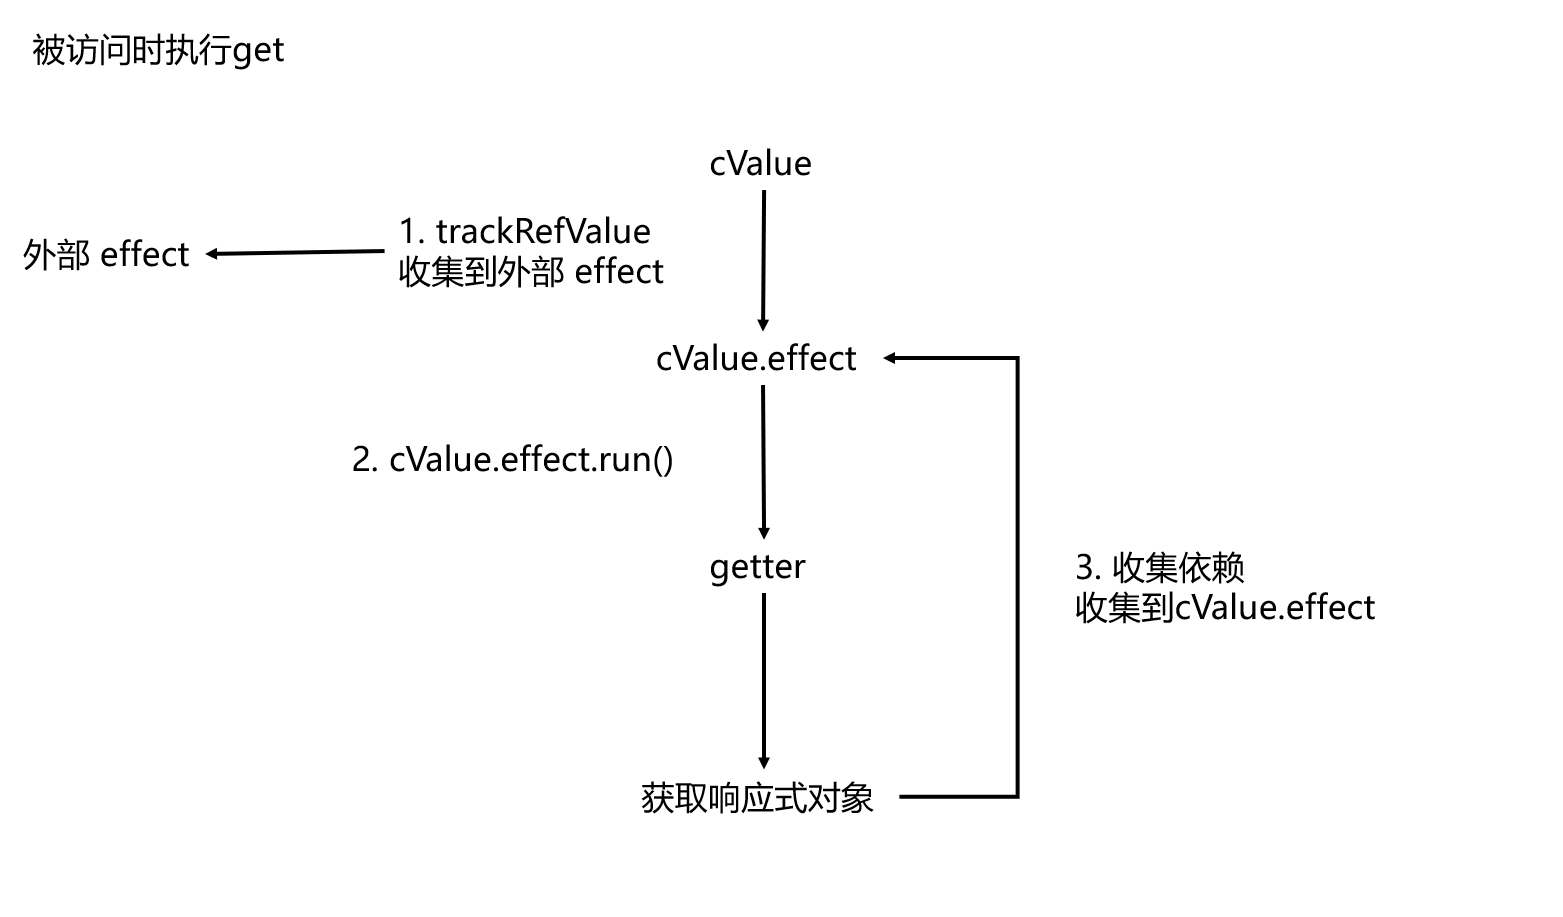 被访问时执行get
cValue
1. trackRefValue
收集到外部 effect
外部 effect
cValue.effect
2. cValue.effect.run()
getter
3. 收集依赖
收集到cValue.effect
获取响应式对象